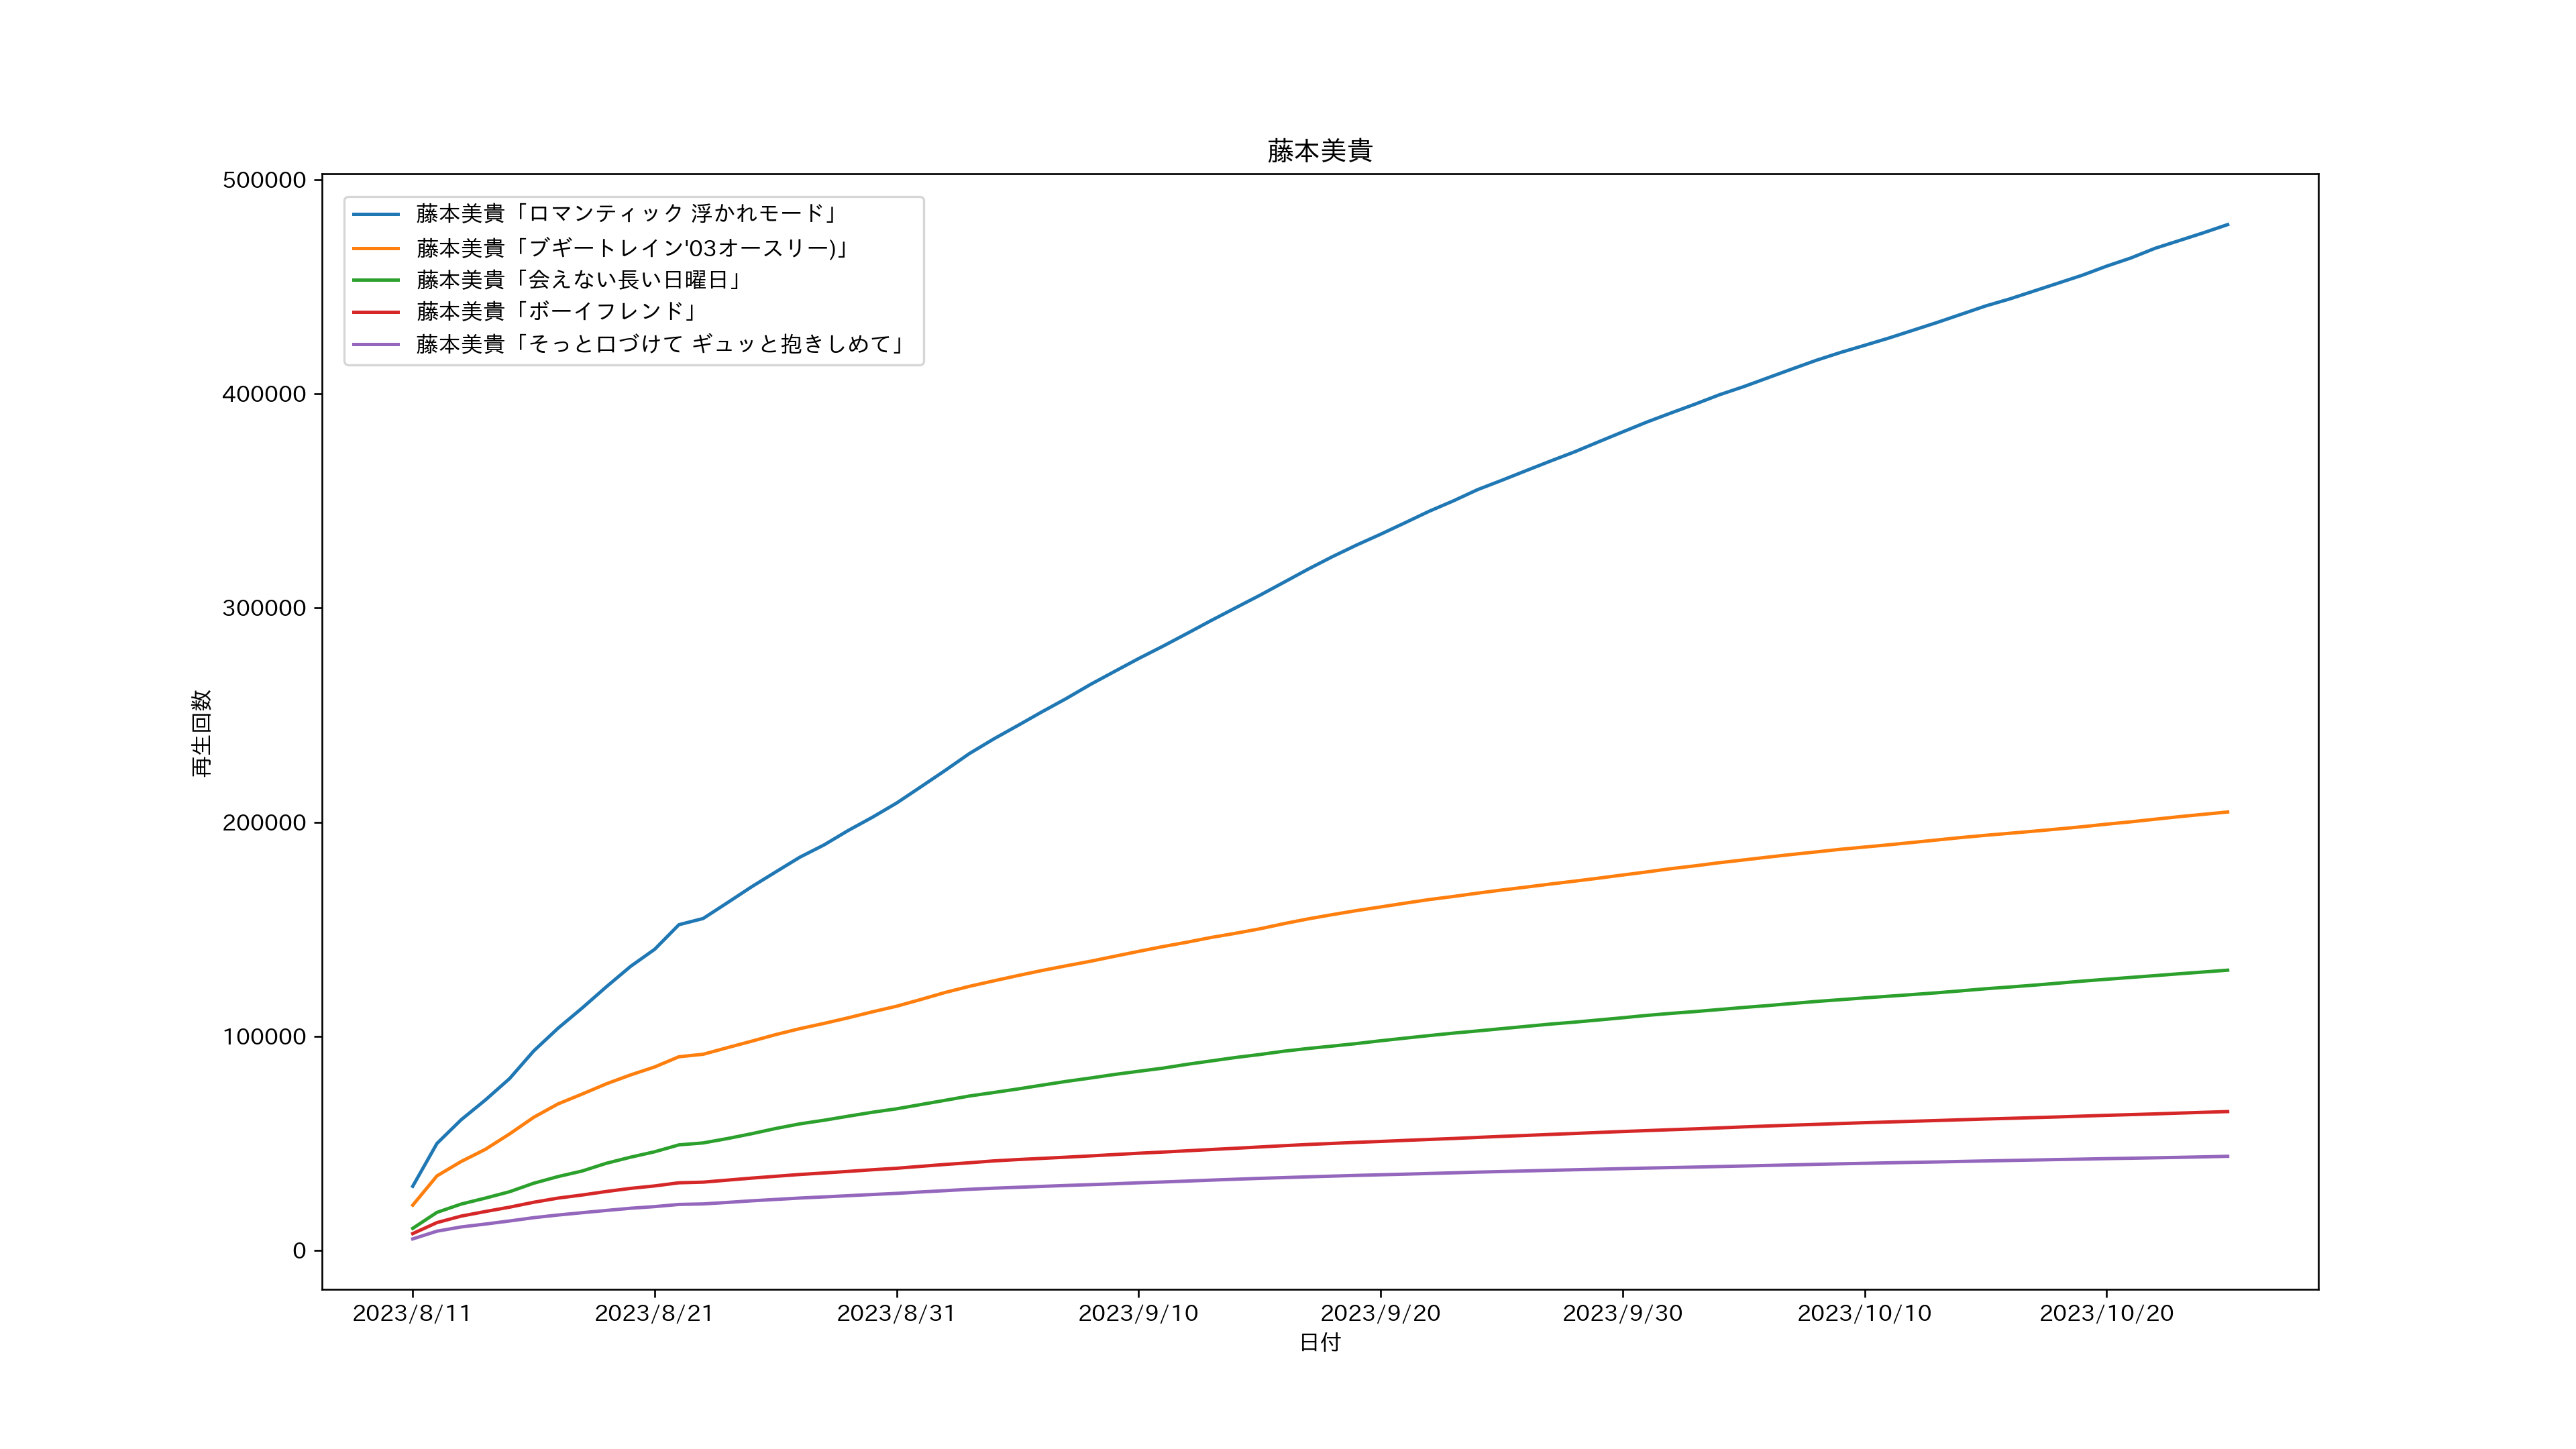 藤本美貴
500000
400000
300000
200000
100000
0
藤本美貴「ロマンティック 浮かれモード」
藤本美貴「ブギートレイン'03オースリー)」
藤本美貴「会えない長い日曜日」
藤本美貴「ボーイフレンド」
藤本美貴「そっと口づけて ギュッと抱きしめて」
再生回数
2023/8/11 2023/8/21 2023/8/31 2023/9/10 2023/9/20 2023/9/30 2023/10/10 2023/10/20
日付